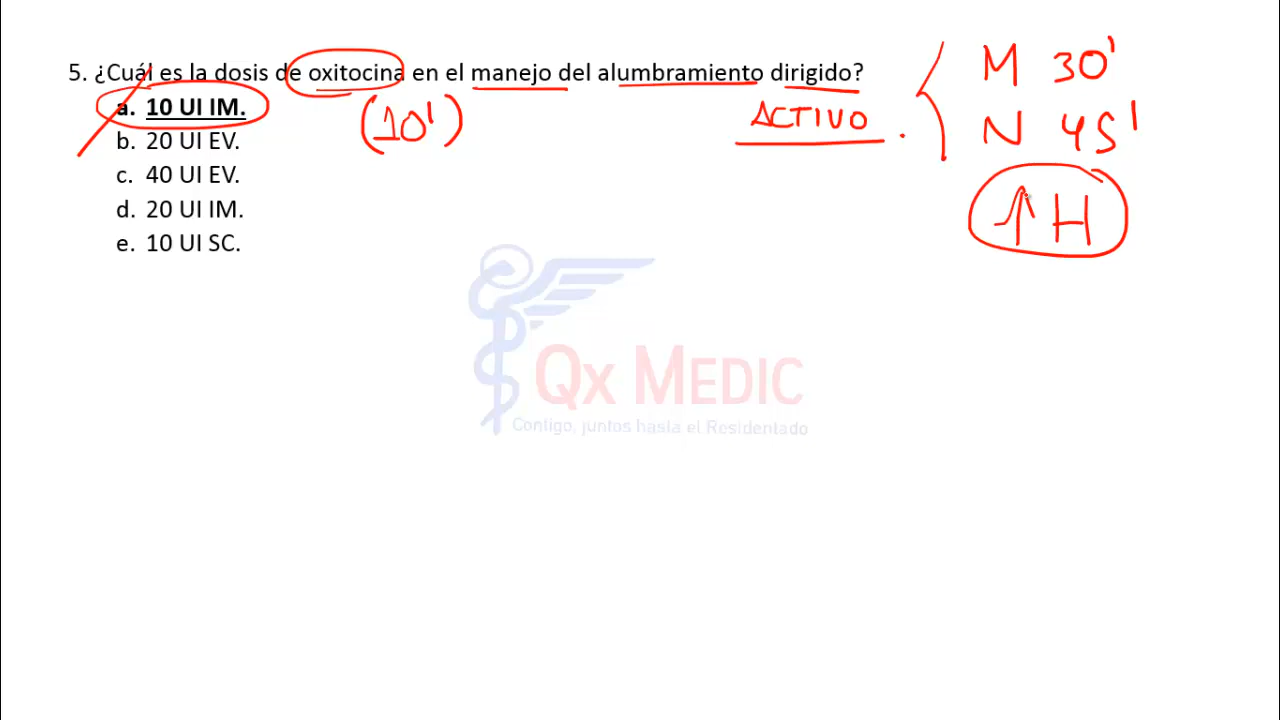 5. ¿Cuál es la dosis de oxitocina en el manejo del alumbramiento dirigido?
a. 10 UI IM.
b. 20 UI EV.
c. 40 UI EV.
d. 20 UI IM.
e. 10 UI SC.
(10')
ACTIVO
M 30'
N 45'
↑ H
Qx MEDIC
Contigo, juntos hasta el Residentado